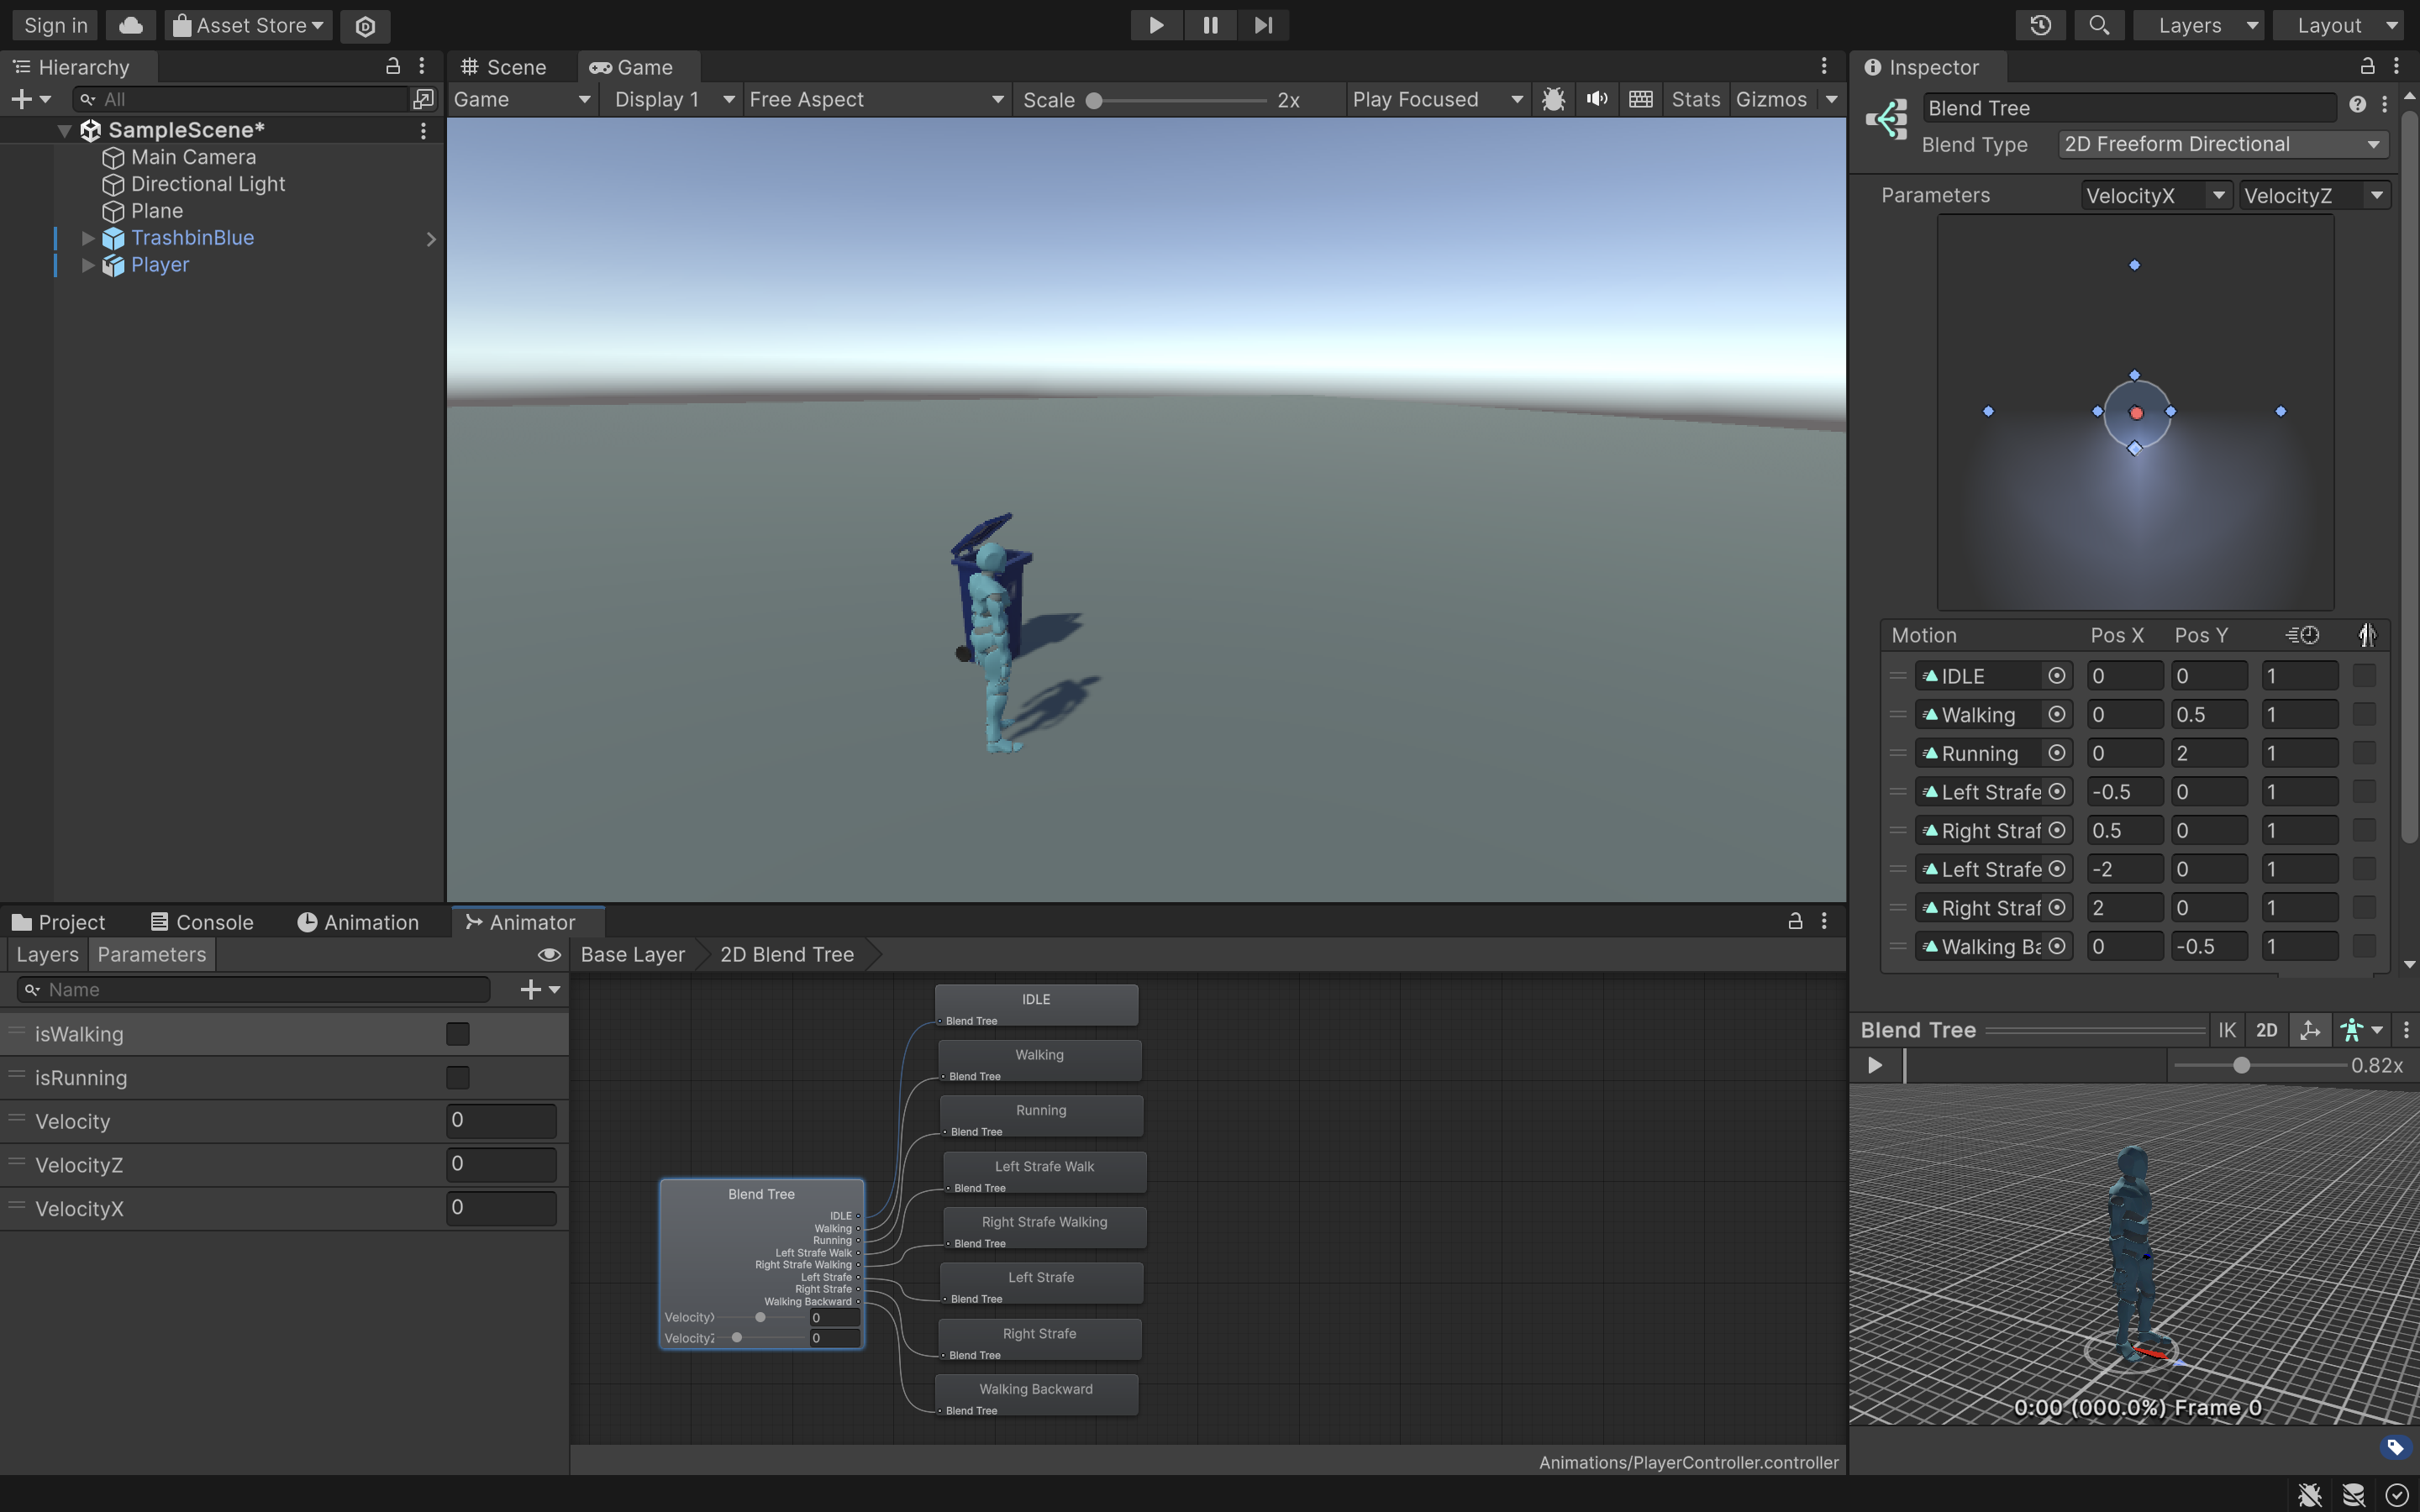 Sign in
Asset Store
Layers
Layout
Hierarchy
All
SampleScene*
Main Camera
Directional Light
Plane
TrashbinBlue
Player
Scene
Game
Game
Display 1
Free Aspect
Scale
2x
Play Focused
Stats
Gizmos
Inspector
Blend Tree
Blend Type
2D Freeform Directional
Parameters
VelocityX
VelocityZ
Motion Pos X Pos Y
IDLE 0 0 1
Walking 0 0.5 1
Running 0 2 1
Left Strafe -0.5 0 1
Right Straf 0.5 0 1
Left Strafe -2 0 1
Right Straf 2 0 1
Walking Ba 0 -0.5 1
Project
Console
Animation
Animator
Layers
Parameters
Base Layer
2D Blend Tree
Name
isWalking
isRunning
Velocity 0
VelocityZ 0
VelocityX 0
Blend Tree
IDLE
Walking
Running
Left Strafe Walk
Right Strafe Walking
Left Strafe
Right Strafe
Walking Backward
Velocity 0
Velocity 0
IDLE
Blend Tree
Walking
Blend Tree
Running
Blend Tree
Left Strafe Walk
Blend Tree
Right Strafe Walking
Blend Tree
Left Strafe
Blend Tree
Right Strafe
Blend Tree
Walking Backward
Blend Tree
Animations/PlayerController.controller
Blend Tree
IK
2D
0.82x
0:00 (000.0%) Frame 0